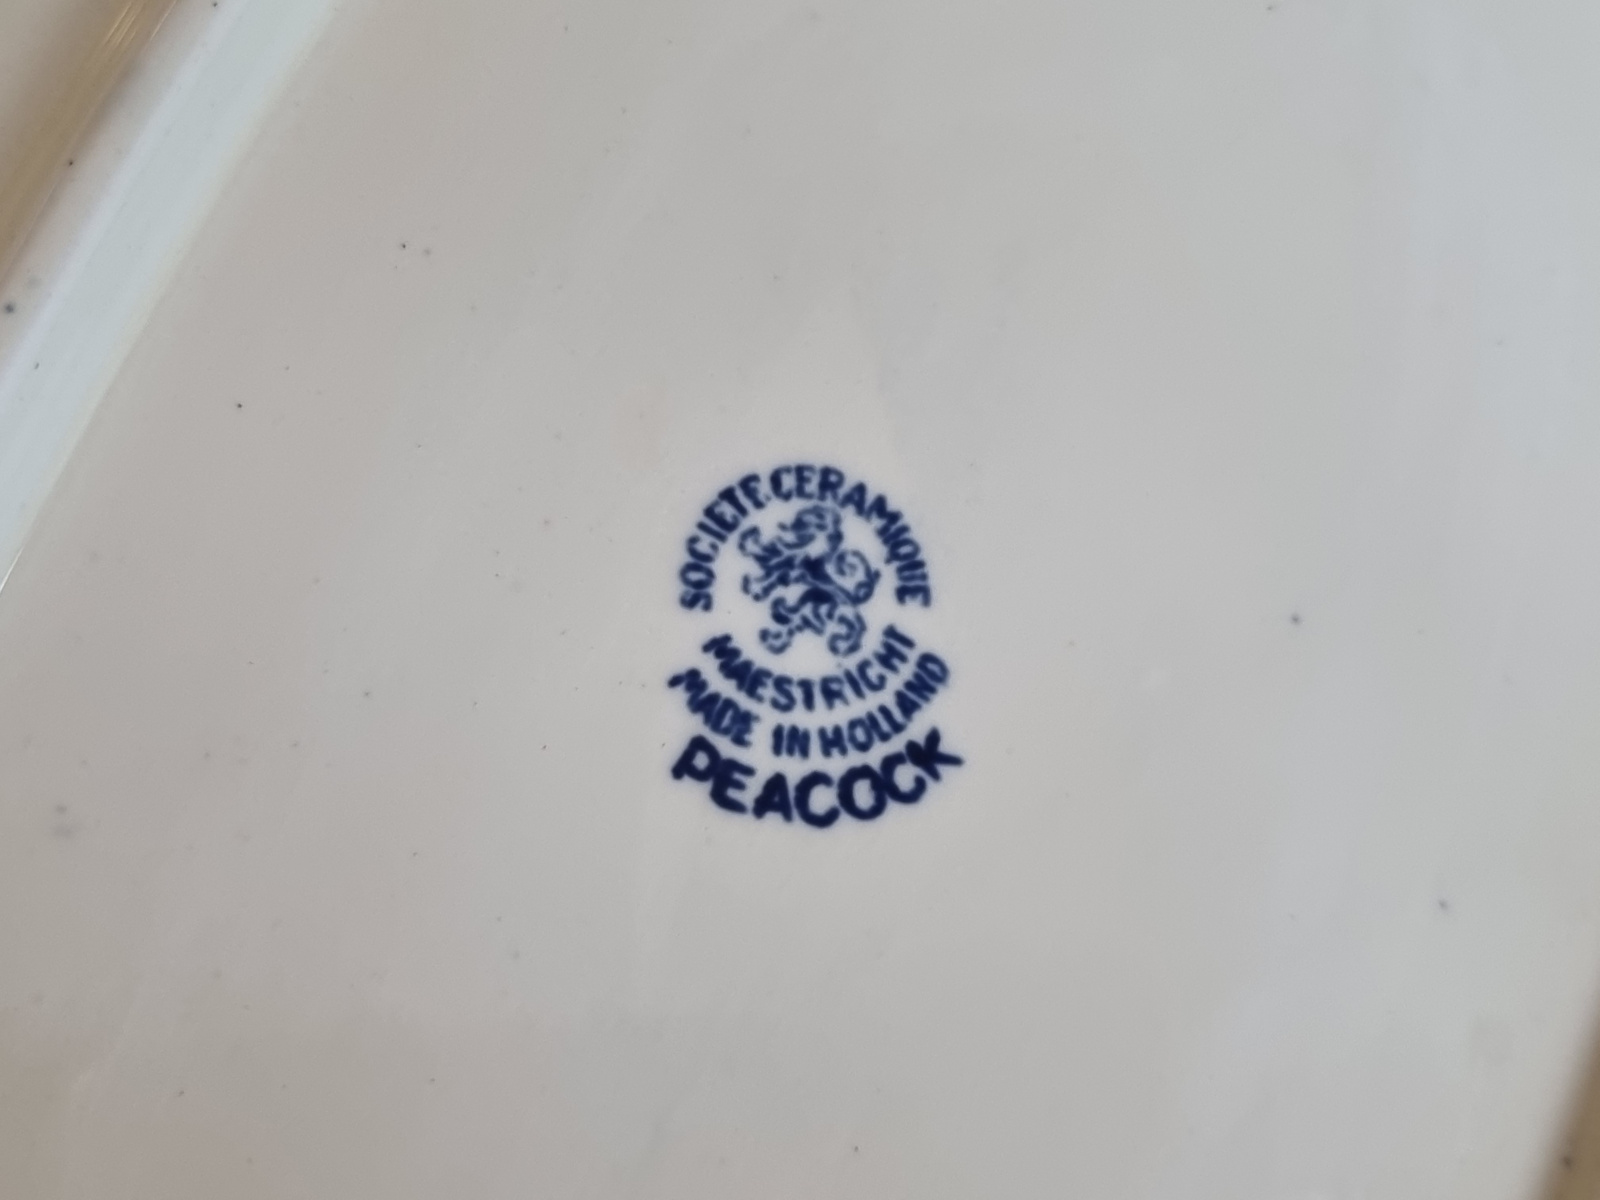 SOCIETE CERAMIQUE
MAESTRICHT
MADE IN HOLLAND
PEACOCK